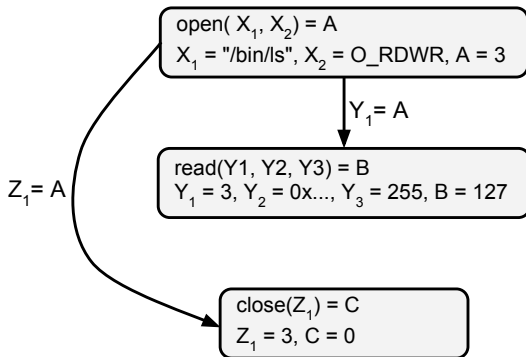 open( X₁, X₂) = A
X₁ = "/bin/ls", X₂ = O_RDWR, A = 3
Y₁= A
read(Y1, Y2, Y3) = B
Y₁ = 3, Y₂ = 0x..., Y₃ = 255, B = 127
Z₁= A
close(Z₁) = C
Z₁ = 3, C = 0